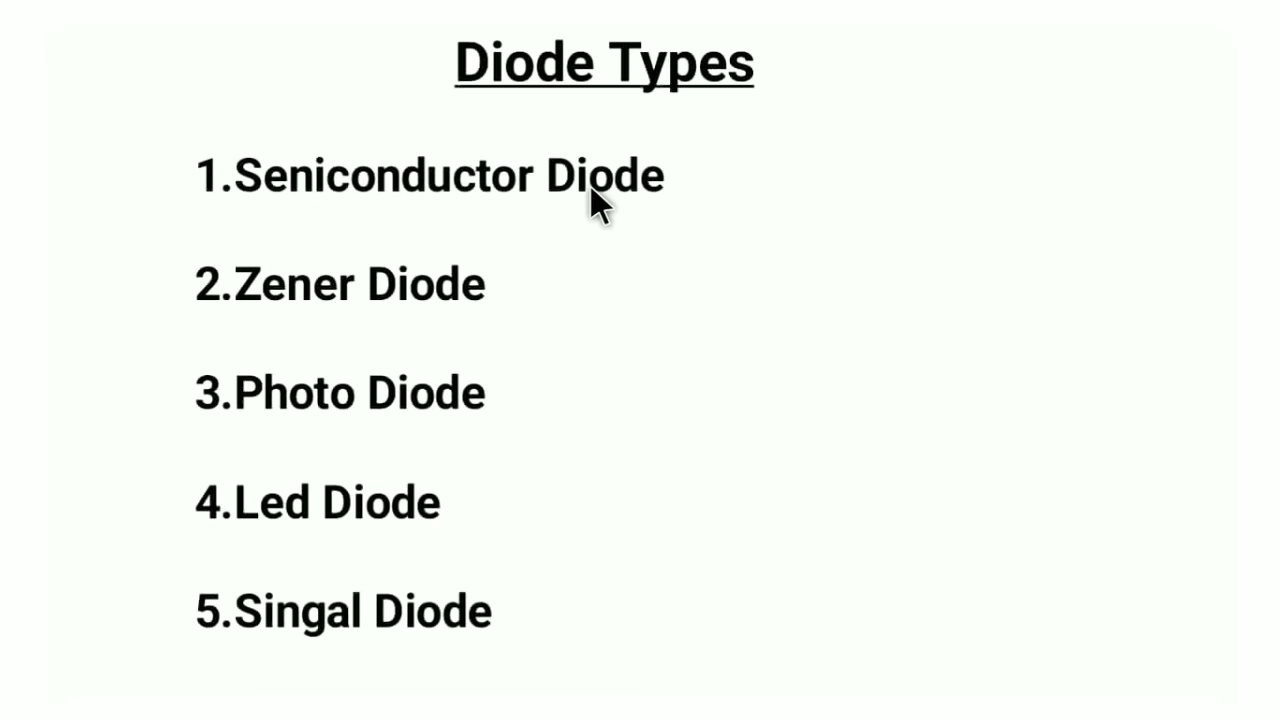 Diode Types
1.Seniconductor Diode
2.Zener Diode
3.Photo Diode
4.Led Diode
5.Singal Diode